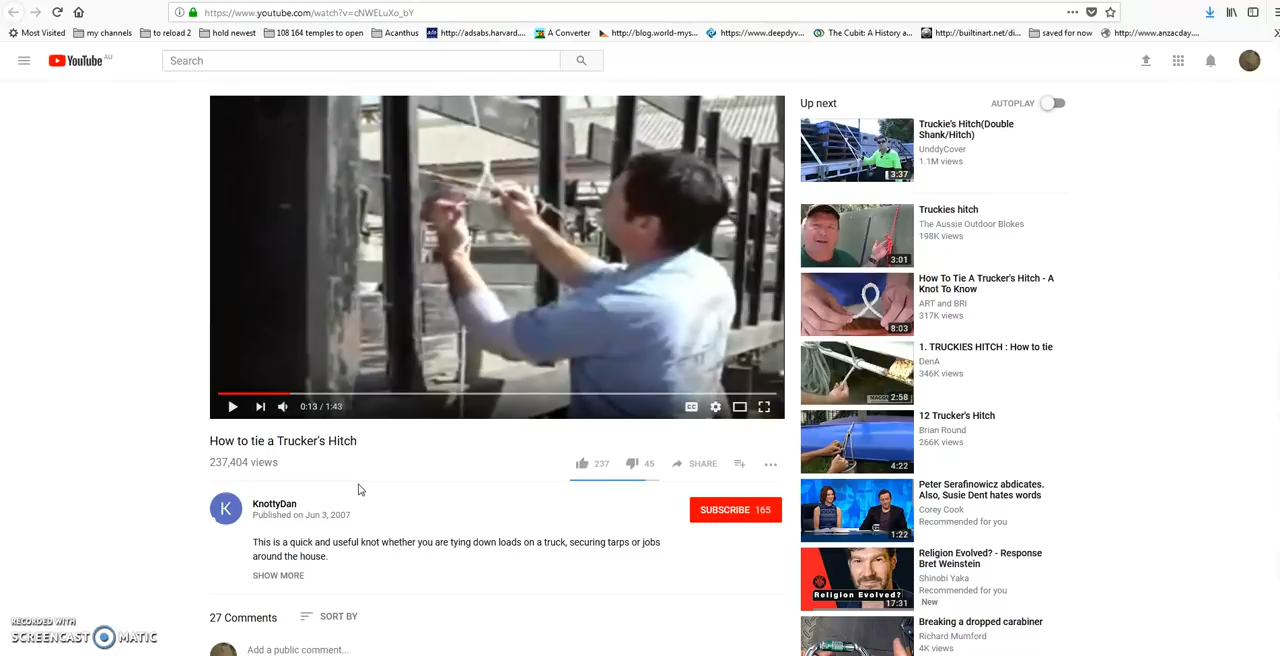 https://www.youtube.com/watch?v=cNWELuXo_bY
Most Visited my channels to reload 2 hold newest 108 164 temples to open Acanthus http://adsabs.harvard.... A Converter http://blog.world-mys... https://www.deepdyv... The Cubit: A History a... http://builtinart.net/di... saved for now http://www.anzacday....
YouTube AU
Search
Up next
AUTOPLAY
Truckie's Hitch(Double
Shank/Hitch)
UnddyCover
1.1M views
3:37
Truckies hitch
The Aussie Outdoor Blokes
198K views
3:01
How To Tie A Trucker's Hitch - A
Knot To Know
ART and BRI
317K views
8:03
1. TRUCKIES HITCH : How to tie
DenA
346K views
2:58
12 Trucker's Hitch
Brian Round
266K views
4:22
Peter Serafinowicz abdicates.
Also, Susie Dent hates words
Corey Cook
Recommended for you
1:22
Religion Evolved? - Response
Bret Weinstein
Shinobi Yaka
Recommended for you
New
Religion Evolved?
17:31
Breaking a dropped carabiner
Richard Mumford
4K views
0:13 / 1:43
CC
How to tie a Trucker's Hitch
237,404 views
237 45 SHARE
K
KnottyDan
Published on Jun 3, 2007
SUBSCRIBE 165
This is a quick and useful knot whether you are tying down loads on a truck, securing tarps or jobs
around the house.
SHOW MORE
27 Comments SORT BY
Add a public comment...
RECORDED WITH
SCREENCAST MATIC